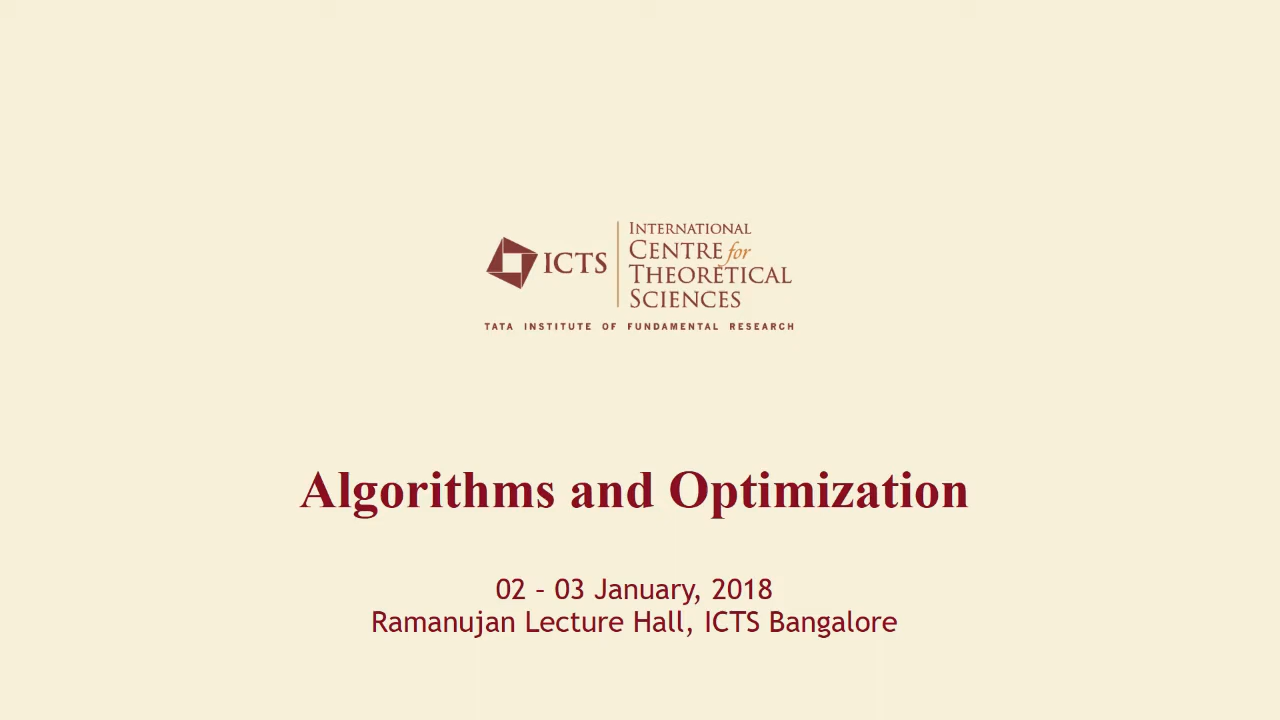 ICTS
INTERNATIONAL
CENTRE for
THEORETICAL
SCIENCES
TATA INSTITUTE OF FUNDAMENTAL RESEARCH
Algorithms and Optimization
02 – 03 January, 2018
Ramanujan Lecture Hall, ICTS Bangalore